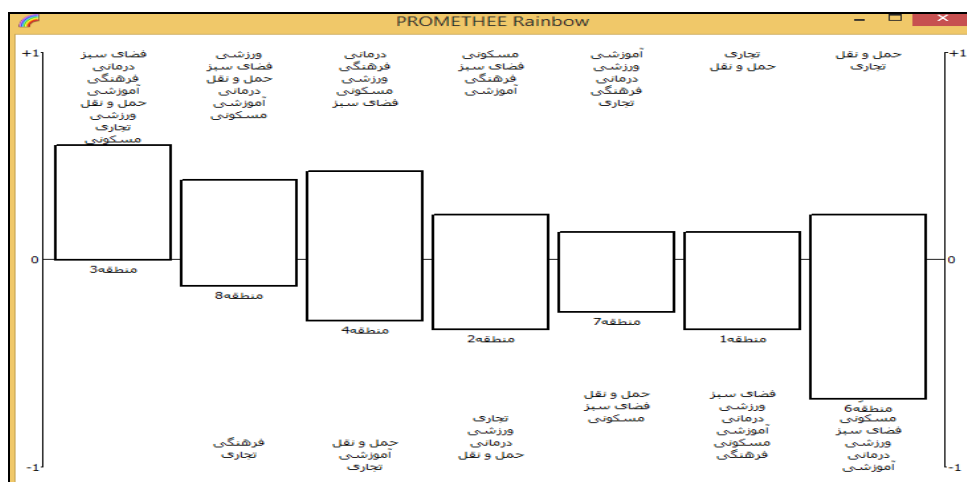 PROMETHEE Rainbow
+1
فضای سبز
درمانی
فرهنگی
آموزشی
حمل و نقل
ورزشی
تجاری
مسکونی
ورزشی
فضای سبز
حمل و نقل
درمانی
آموزشی
مسکونی
درمانی
فرهنگی
ورزشی
مسکونی
فضای سبز
مسکونی
فضای سبز
فرهنگی
آموزشی
آموزشی
ورزشی
درمانی
فرهنگی
تجاری
تجاری
حمل و نقل
حمل و نقل
تجاری
+1
0
0
منطقه3
منطقه8
منطقه4
منطقه2
منطقه7
منطقه1
منطقه6
فرهنگی
تجاری
حمل و نقل
آموزشی
تجاری
تجاری
ورزشی
درمانی
حمل و نقل
حمل و نقل
فضای سبز
مسکونی
فضای سبز
ورزشی
درمانی
آموزشی
مسکونی
فرهنگی
مسکونی
فضای سبز
ورزشی
درمانی
آموزشی
-1
-1